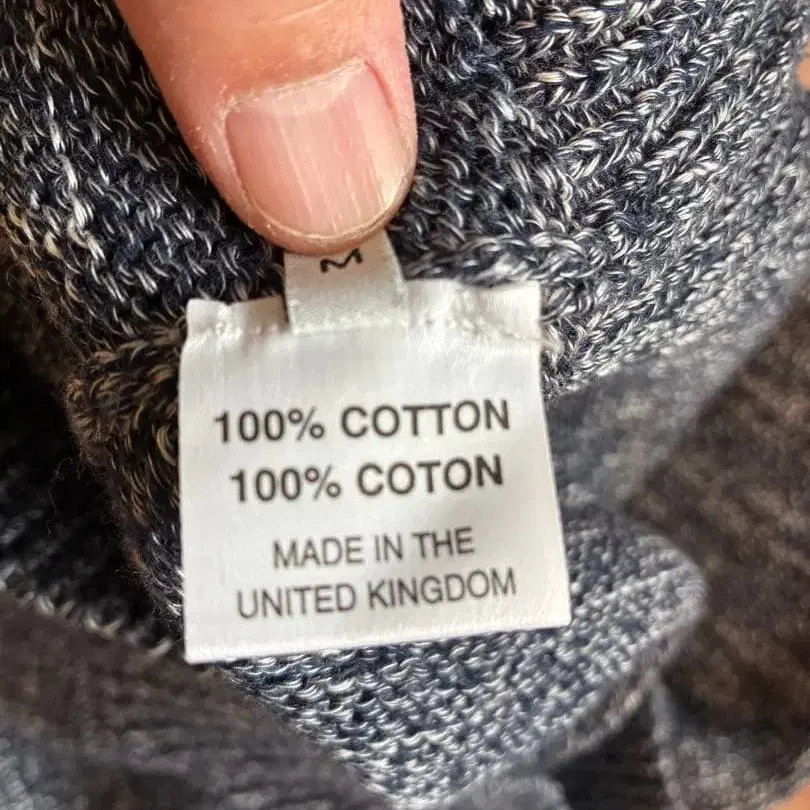 M
100% COTTON
100% COTON
MADE IN THE
UNITED KINGDOM